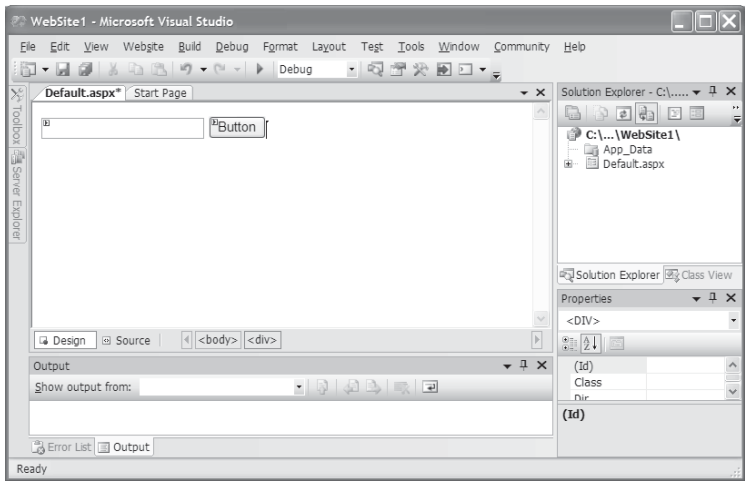 WebSite1 - Microsoft Visual Studio
File Edit View Website Build Debug Format Layout Test Tools Window Community Help
Debug
Default.aspx* Start Page
Toolbox
Server Explorer
Button
Design Source <body> <div>
Output
Show output from:
Error List Output
Solution Explorer - C:\.....
C:\...\WebSite1\
App_Data
Default.aspx
Solution Explorer Class View
Properties
<DIV>
(Id)
Class
Dir
(Id)
Ready